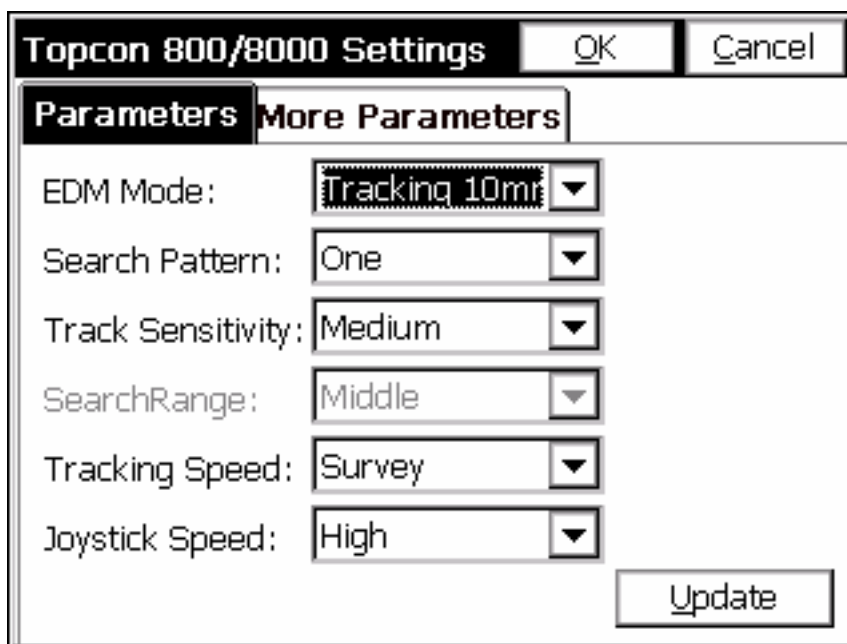 Topcon 800/8000 Settings OK Cancel
Parameters More Parameters
EDM Mode: Tracking
Search Pattern: One
Track Sensitivity: Medium
SearchRange: Middle
Tracking Speed: Survey
Joystick Speed: High
Update